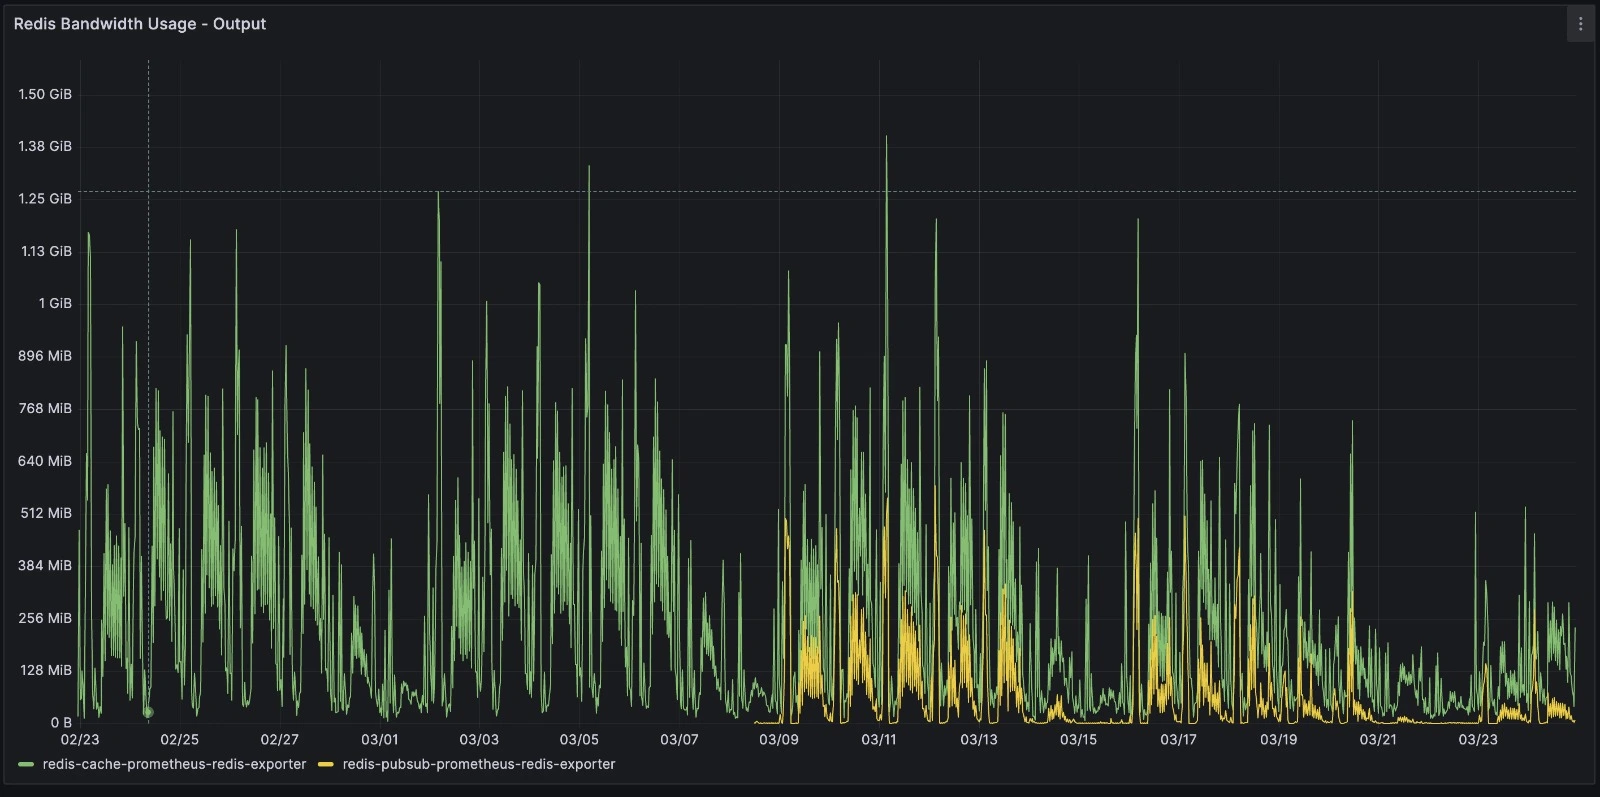 Redis Bandwidth Usage - Output
1.50 GiB
1.38 GiB
1.25 GiB
1.13 GiB
1 GiB
896 MiB
768 MiB
640 MiB
512 MiB
384 MiB
256 MiB
128 MiB
0 B
02/23 02/25 02/27 03/01 03/03 03/05 03/07 03/09 03/11 03/13 03/15 03/17 03/19 03/21 03/23
redis-cache-prometheus-redis-exporter redis-pubsub-prometheus-redis-exporter